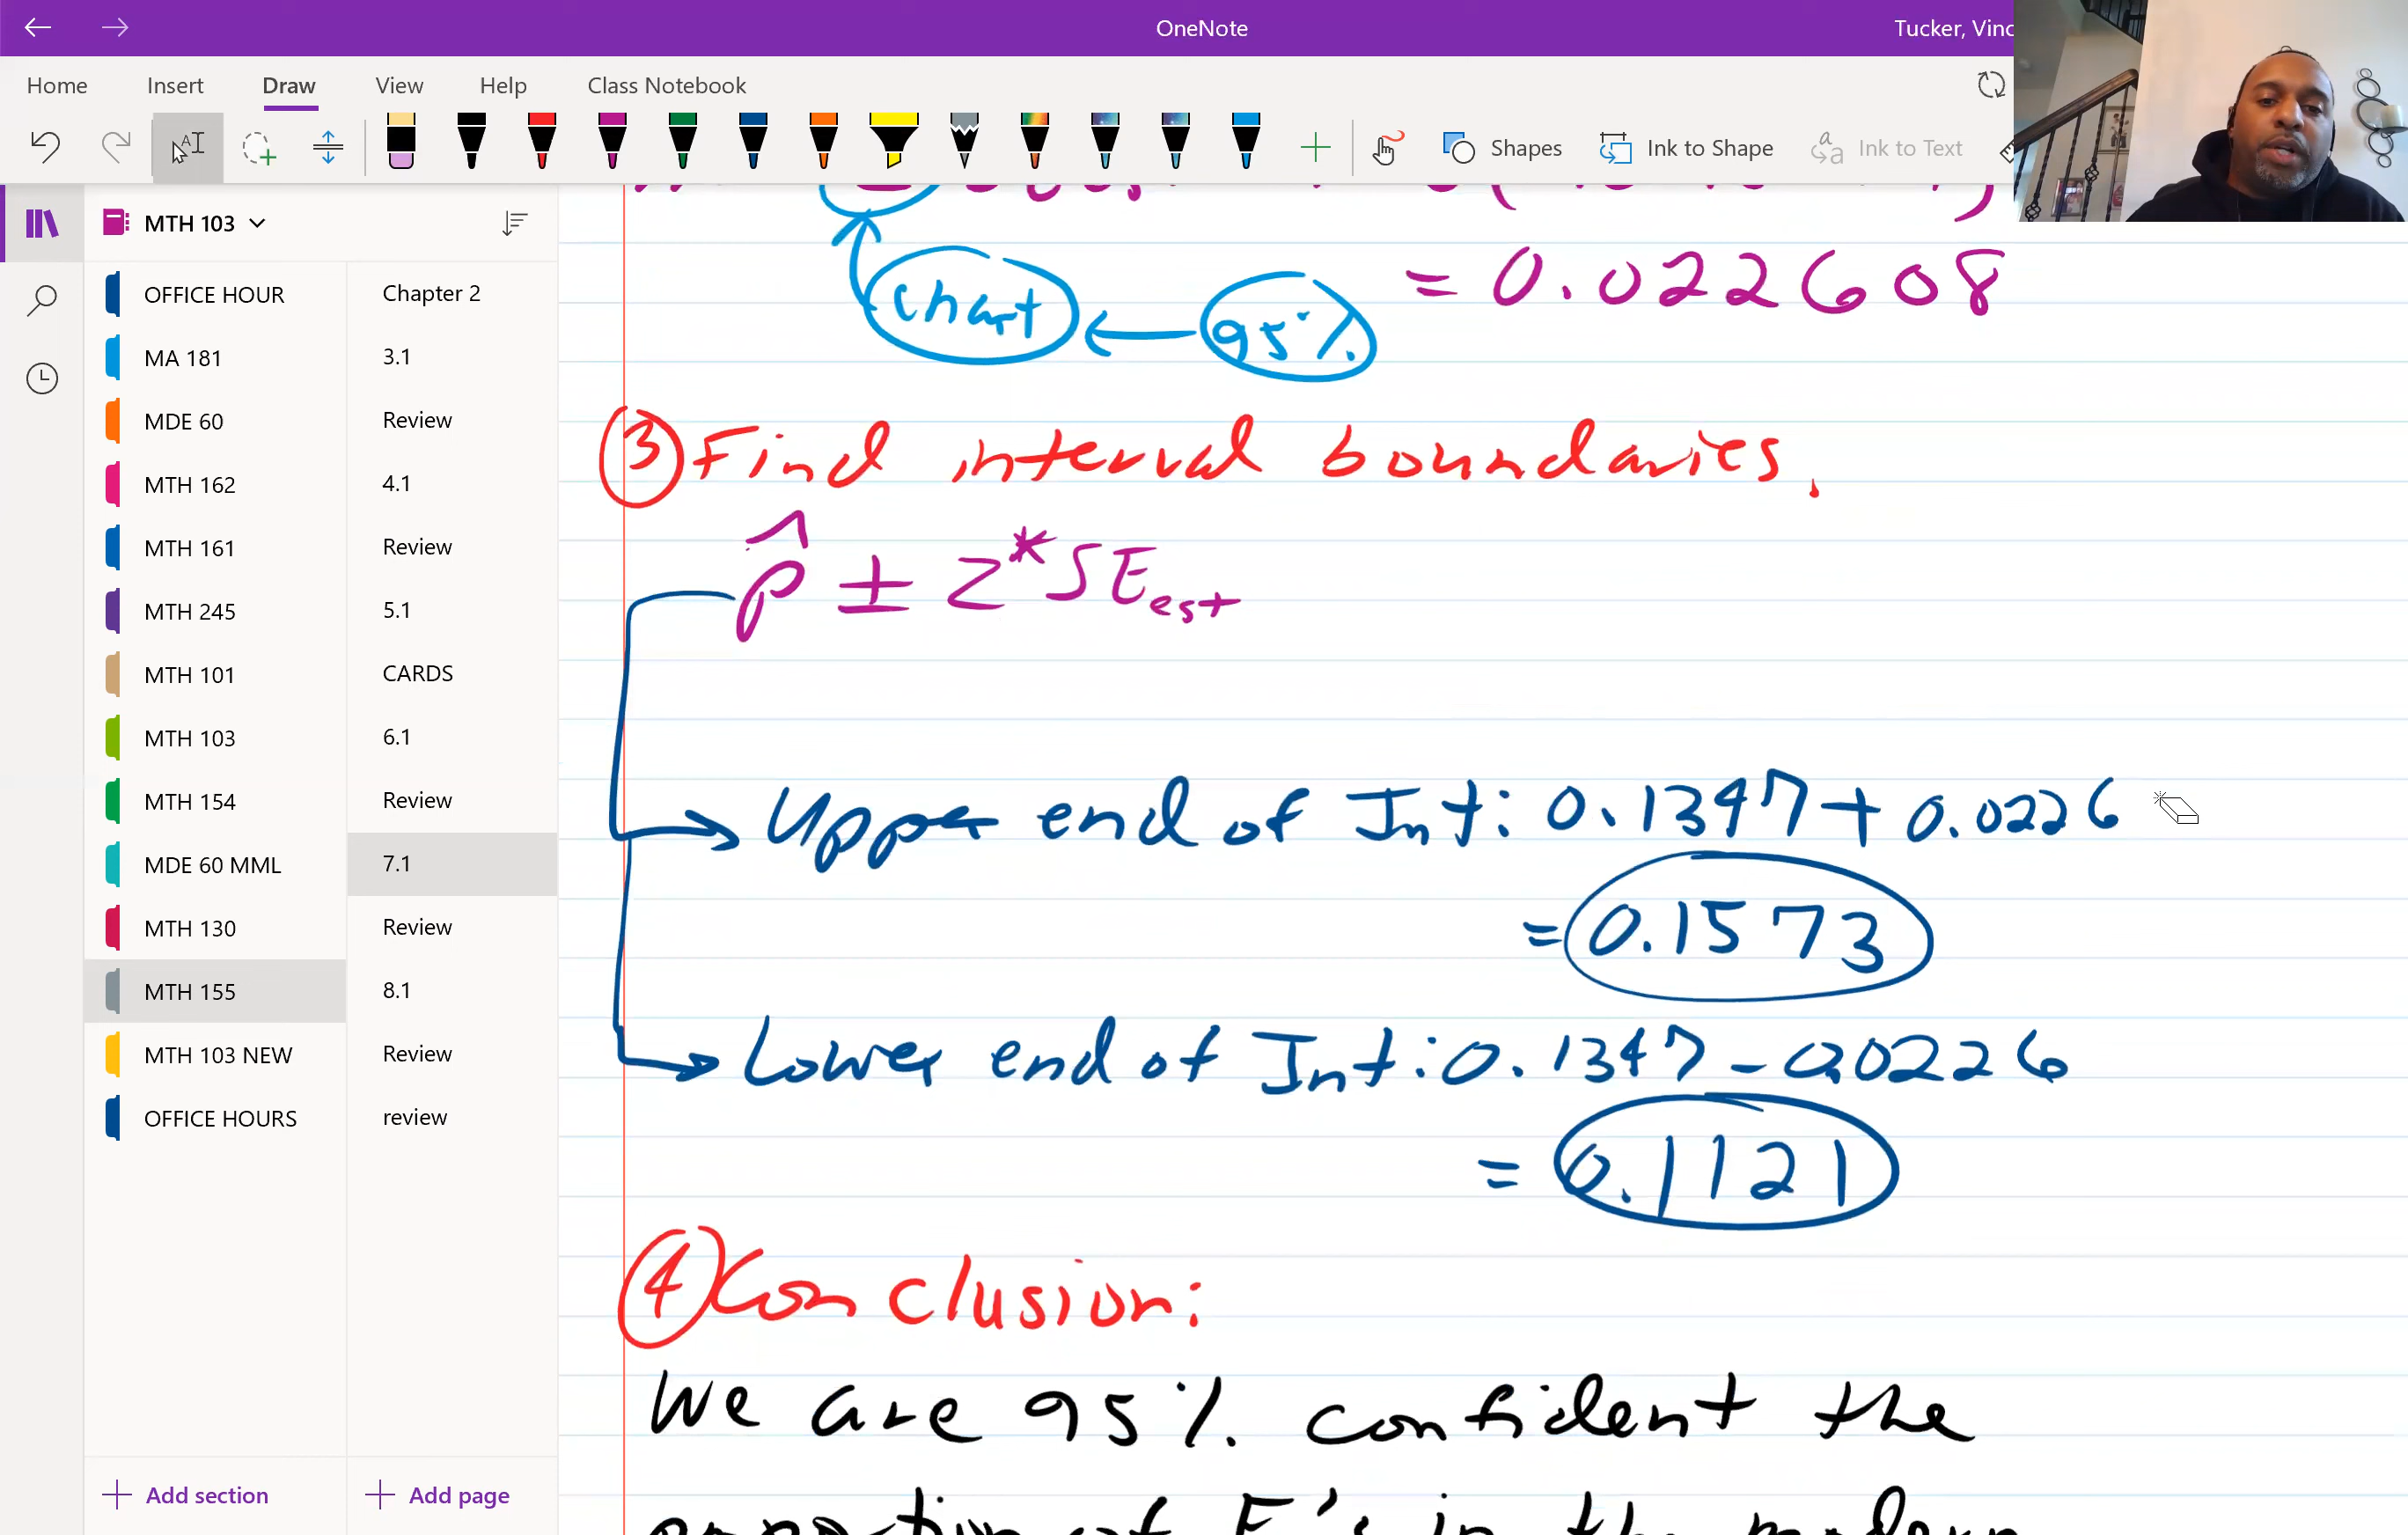 OneNote
Tucker, Vinc
Home Insert Draw View Help Class Notebook
Shapes Ink to Shape Ink to Text
MTH 103
OFFICE HOUR
MA 181
MDE 60
MTH 162
MTH 161
MTH 245
MTH 101
MTH 103
MTH 154
MDE 60 MML
MTH 130
MTH 155
MTH 103 NEW
OFFICE HOURS
Add section
Chapter 2
3.1
Review
4.1
Review
5.1
CARDS
6.1
Review
7.1
Review
8.1
Review
review
Add page
chart ← 95% = 0.022608
③ Find interval boundaries.
p̂ ± z* SE est
→ Upper end of Int: 0.1347 + 0.0226
= 0.1573
→ Lower end of Int: 0.1347 - 0.0226
= 0.1121
④ Conclusion:
We are 95% confident the
of E's in the